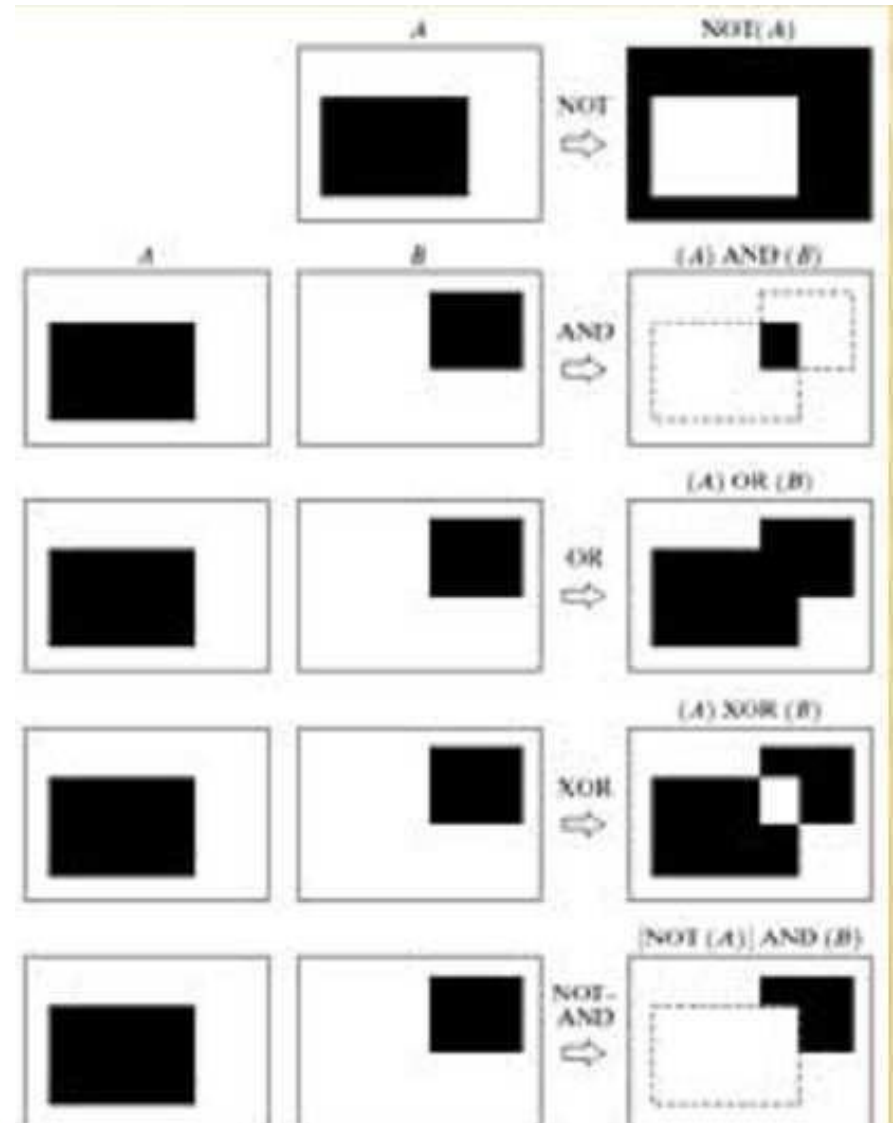 A
NOT(A)
NOT
A
B
(A) AND (B)
AND
(A) OR (B)
OR
(A) XOR (B)
XOR
[NOT (A)] AND (B)
NOT-
AND